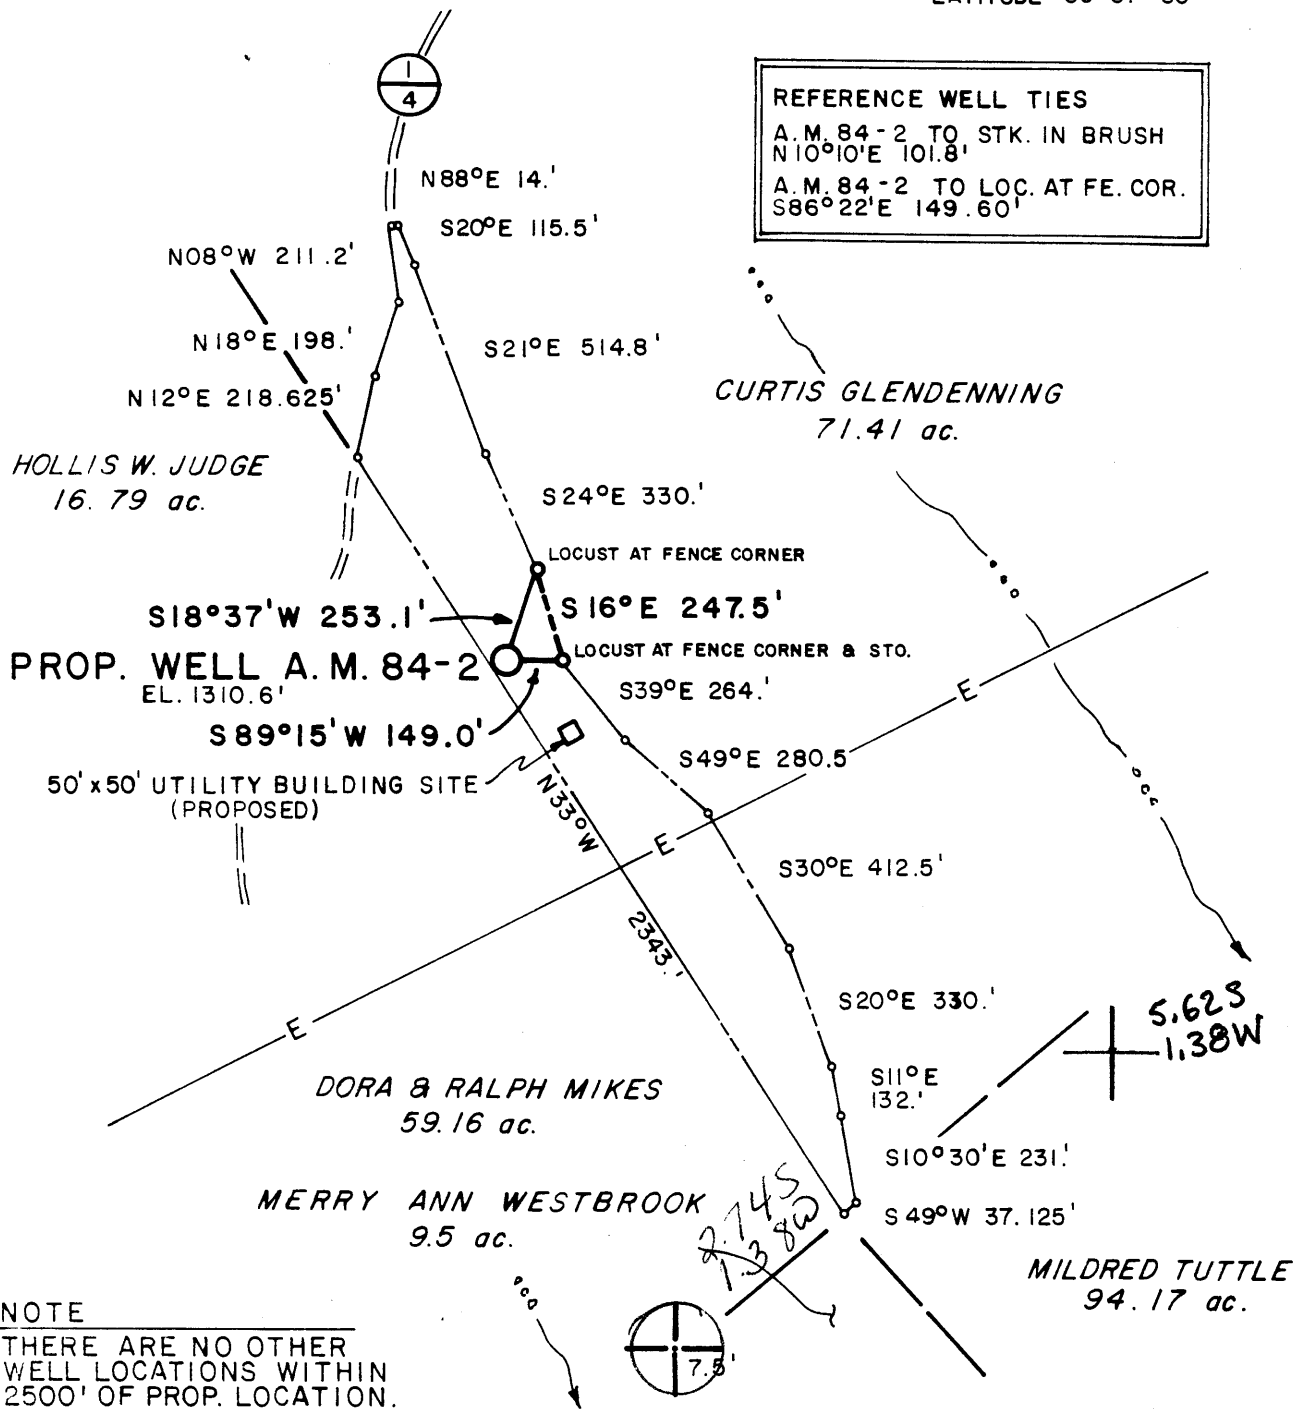 1
4
REFERENCE WELL TIES
A.M. 84-2 TO STK. IN BRUSH
N10°10'E 101.8'
A.M. 84-2 TO LOC. AT FE. COR.
S86°22'E 149.60'
N88°E 14.'
S20°E 115.5'
N08°W 211.2'
N18°E 198.'
S21°E 514.8'
N12°E 218.625'
CURTIS GLENDENNING
71.41 ac.
HOLLIS W. JUDGE
16.79 ac.
S24°E 330.'
LOCUST AT FENCE CORNER
S18°37'W 253.1'
S16°E 247.5'
PROP. WELL A.M. 84-2
LOCUST AT FENCE CORNER & STO.
EL. 1310.6'
S39°E 264.'
S89°15'W 149.0'
E
S49°E 280.5
50'x50' UTILITY BUILDING SITE
(PROPOSED)
N33°W
E
S30°E 412.5'
2343.'
S20°E 330.'
E
5.62S
1.38W
DORA & RALPH MIKES
59.16 ac.
S11°E
132.'
S10°30'E 231.'
MERRY ANN WESTBROOK
9.5 ac.
2.74S
1.38W
S49°W 37.125'
MILDRED TUTTLE
94.17 ac.
7.5'
NOTE
THERE ARE NO OTHER
WELL LOCATIONS WITHIN
2500' OF PROP. LOCATION.